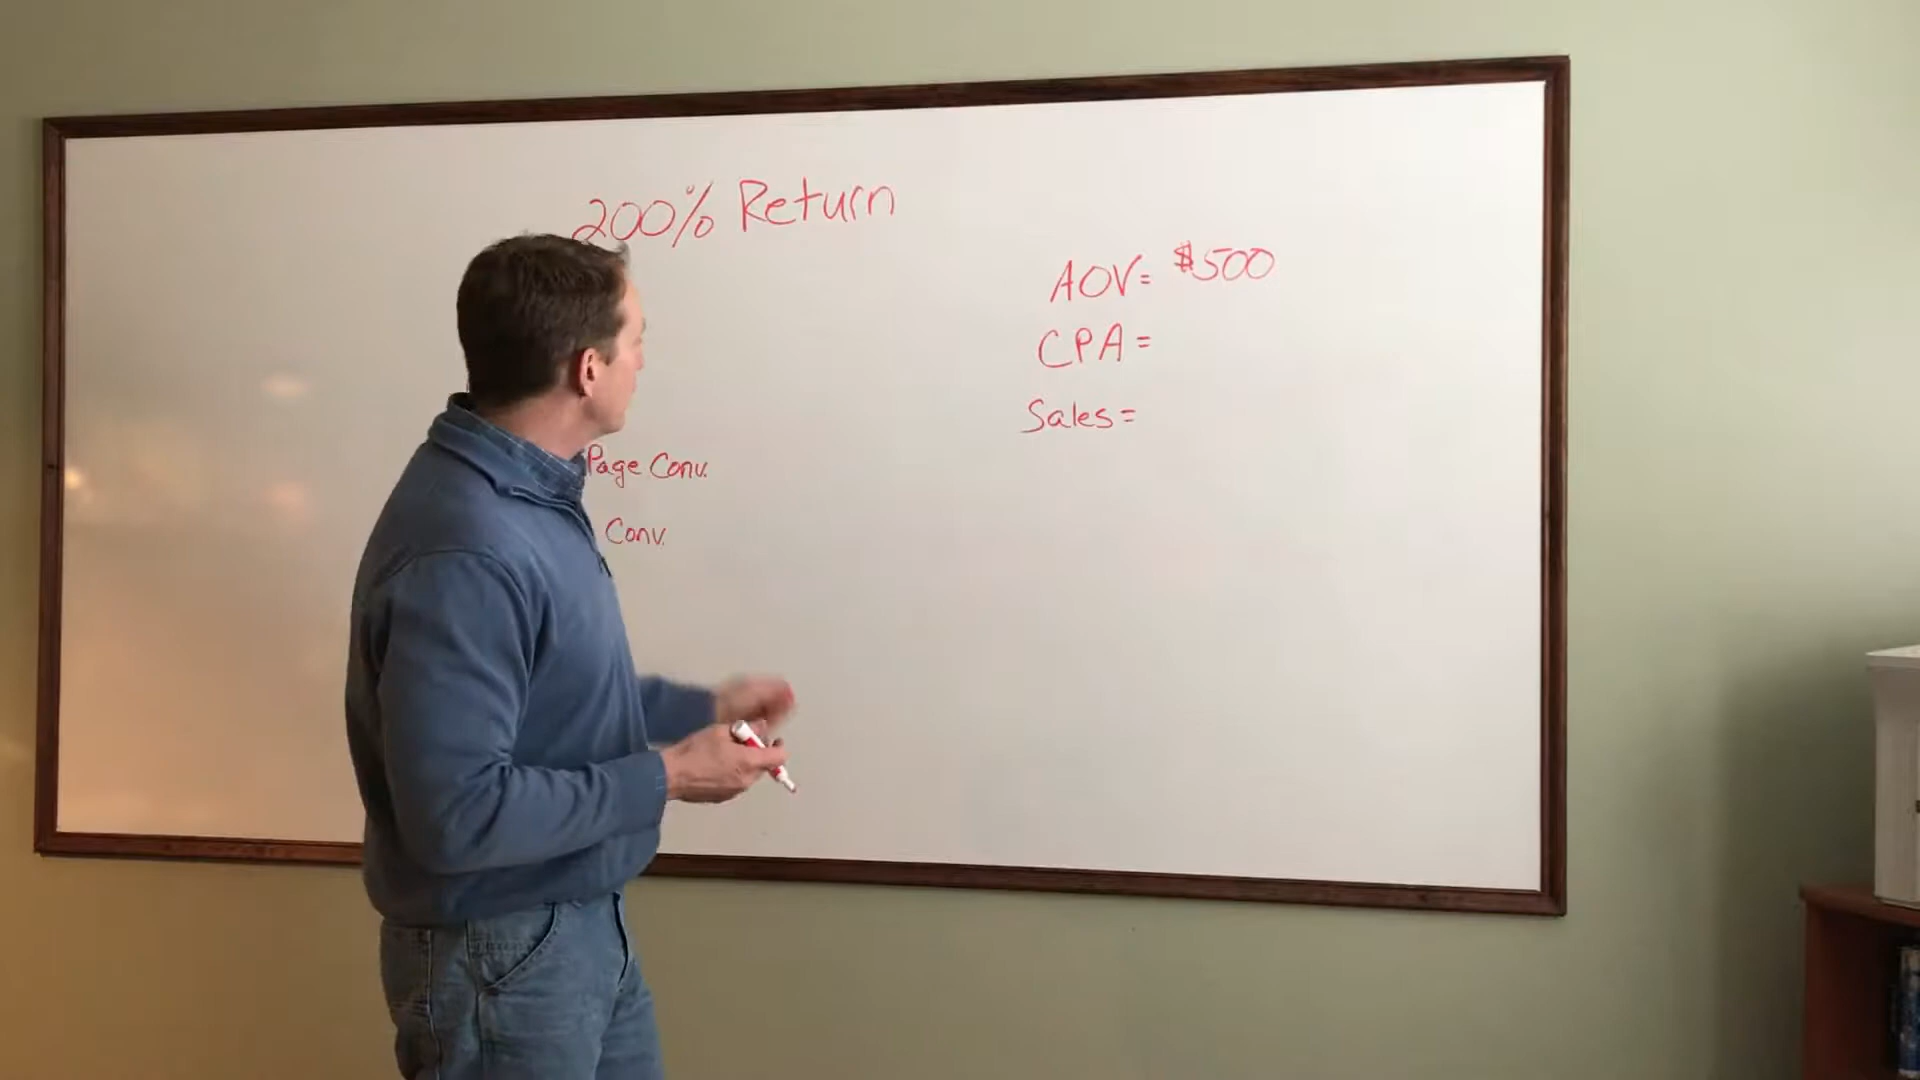 200% Return
AOV= $500
CPA=
Sales=
Page Conv.
Conv.